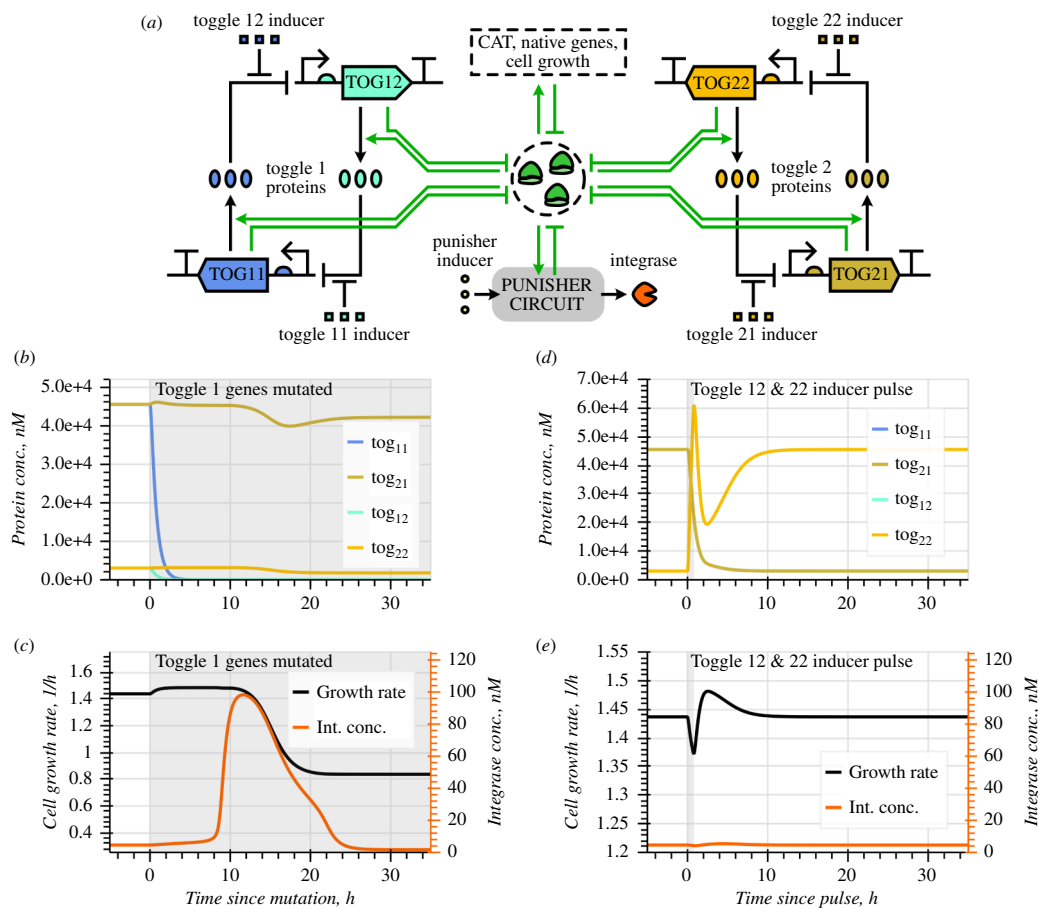 (a)
toggle 12 inducer
TOG12
CAT, native genes,
cell growth
toggle 22 inducer
TOG22
toggle 1
proteins
toggle 2
proteins
TOG11
toggle 11 inducer
punisher
inducer
PUNISHER
CIRCUIT
integrase
TOG21
toggle 21 inducer
(b)
Toggle 1 genes mutated
Protein conc., nM
5.0e+4
4.0e+4
3.0e+4
2.0e+4
1.0e+4
0.0e+0
tog11
tog21
tog12
tog22
0
10
20
30
(d)
Toggle 12 & 22 inducer pulse
Protein conc., nM
7.0e+4
6.0e+4
5.0e+4
4.0e+4
3.0e+4
2.0e+4
1.0e+4
0.0e+0
tog11
tog21
tog12
tog22
0
10
20
30
(c)
Toggle 1 genes mutated
Cell growth rate, 1/h
1.6
1.4
1.2
1
0.8
0.6
0.4
Growth rate
Int. conc.
120
100
80
60
40
20
0
Integrase conc., nM
0
10
20
30
Time since mutation, h
(e)
Toggle 12 & 22 inducer pulse
Cell growth rate, 1/h
1.55
1.5
1.45
1.4
1.35
1.3
1.25
1.2
Growth rate
Int. conc.
120
100
80
60
40
20
0
Integrase conc., nM
0
10
20
30
Time since pulse, h